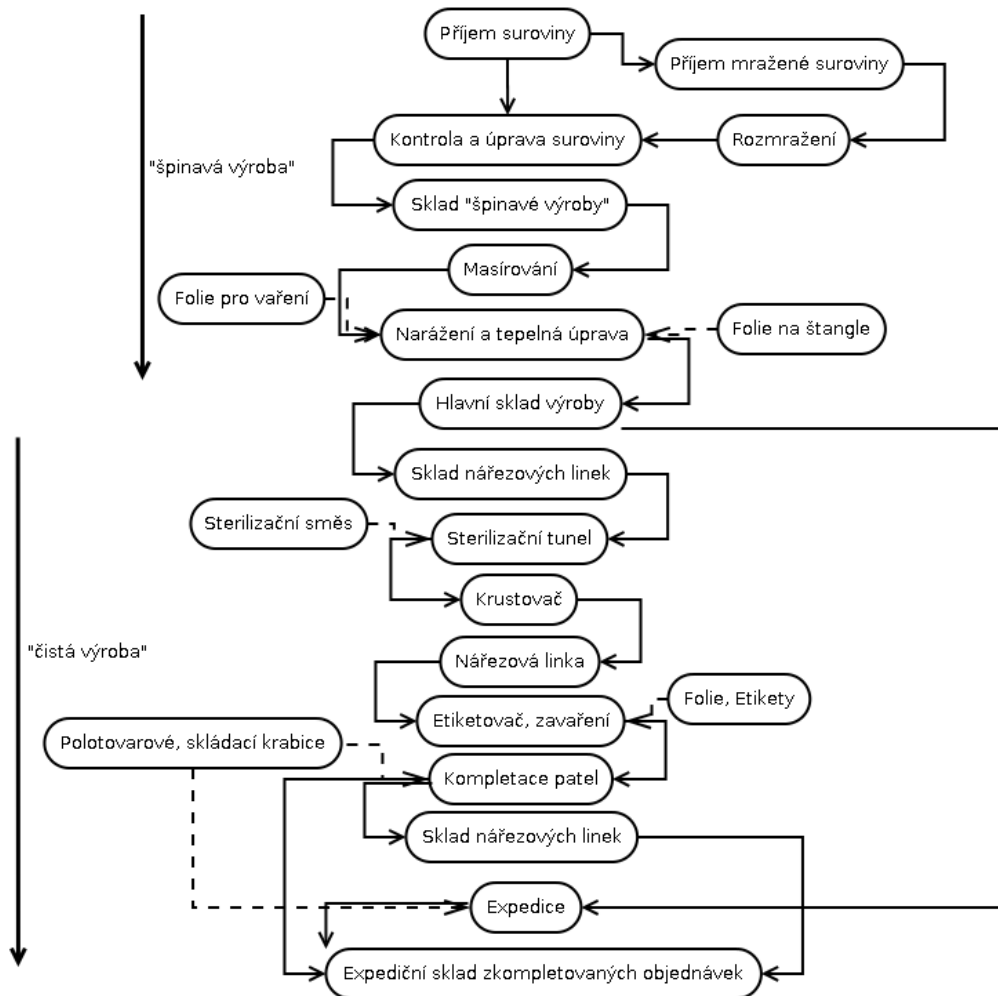 Příjem suroviny
Příjem mražené suroviny
Kontrola a úprava suroviny
Rozmražení
"špinavá výroba"
Sklad "špinavé výroby"
Masírování
Folie pro vaření
Narážení a tepelná úprava
Folie na štangle
Hlavní sklad výroby
Sklad nářezových linek
Sterilizační směs
Sterilizační tunel
Krustovač
"čistá výroba"
Nářezová linka
Folie, Etikety
Etiketovač, zavaření
Polotovarové, skládací krabice
Kompletace patel
Sklad nářezových linek
Expedice
Expediční sklad zkompletovaných objednávek